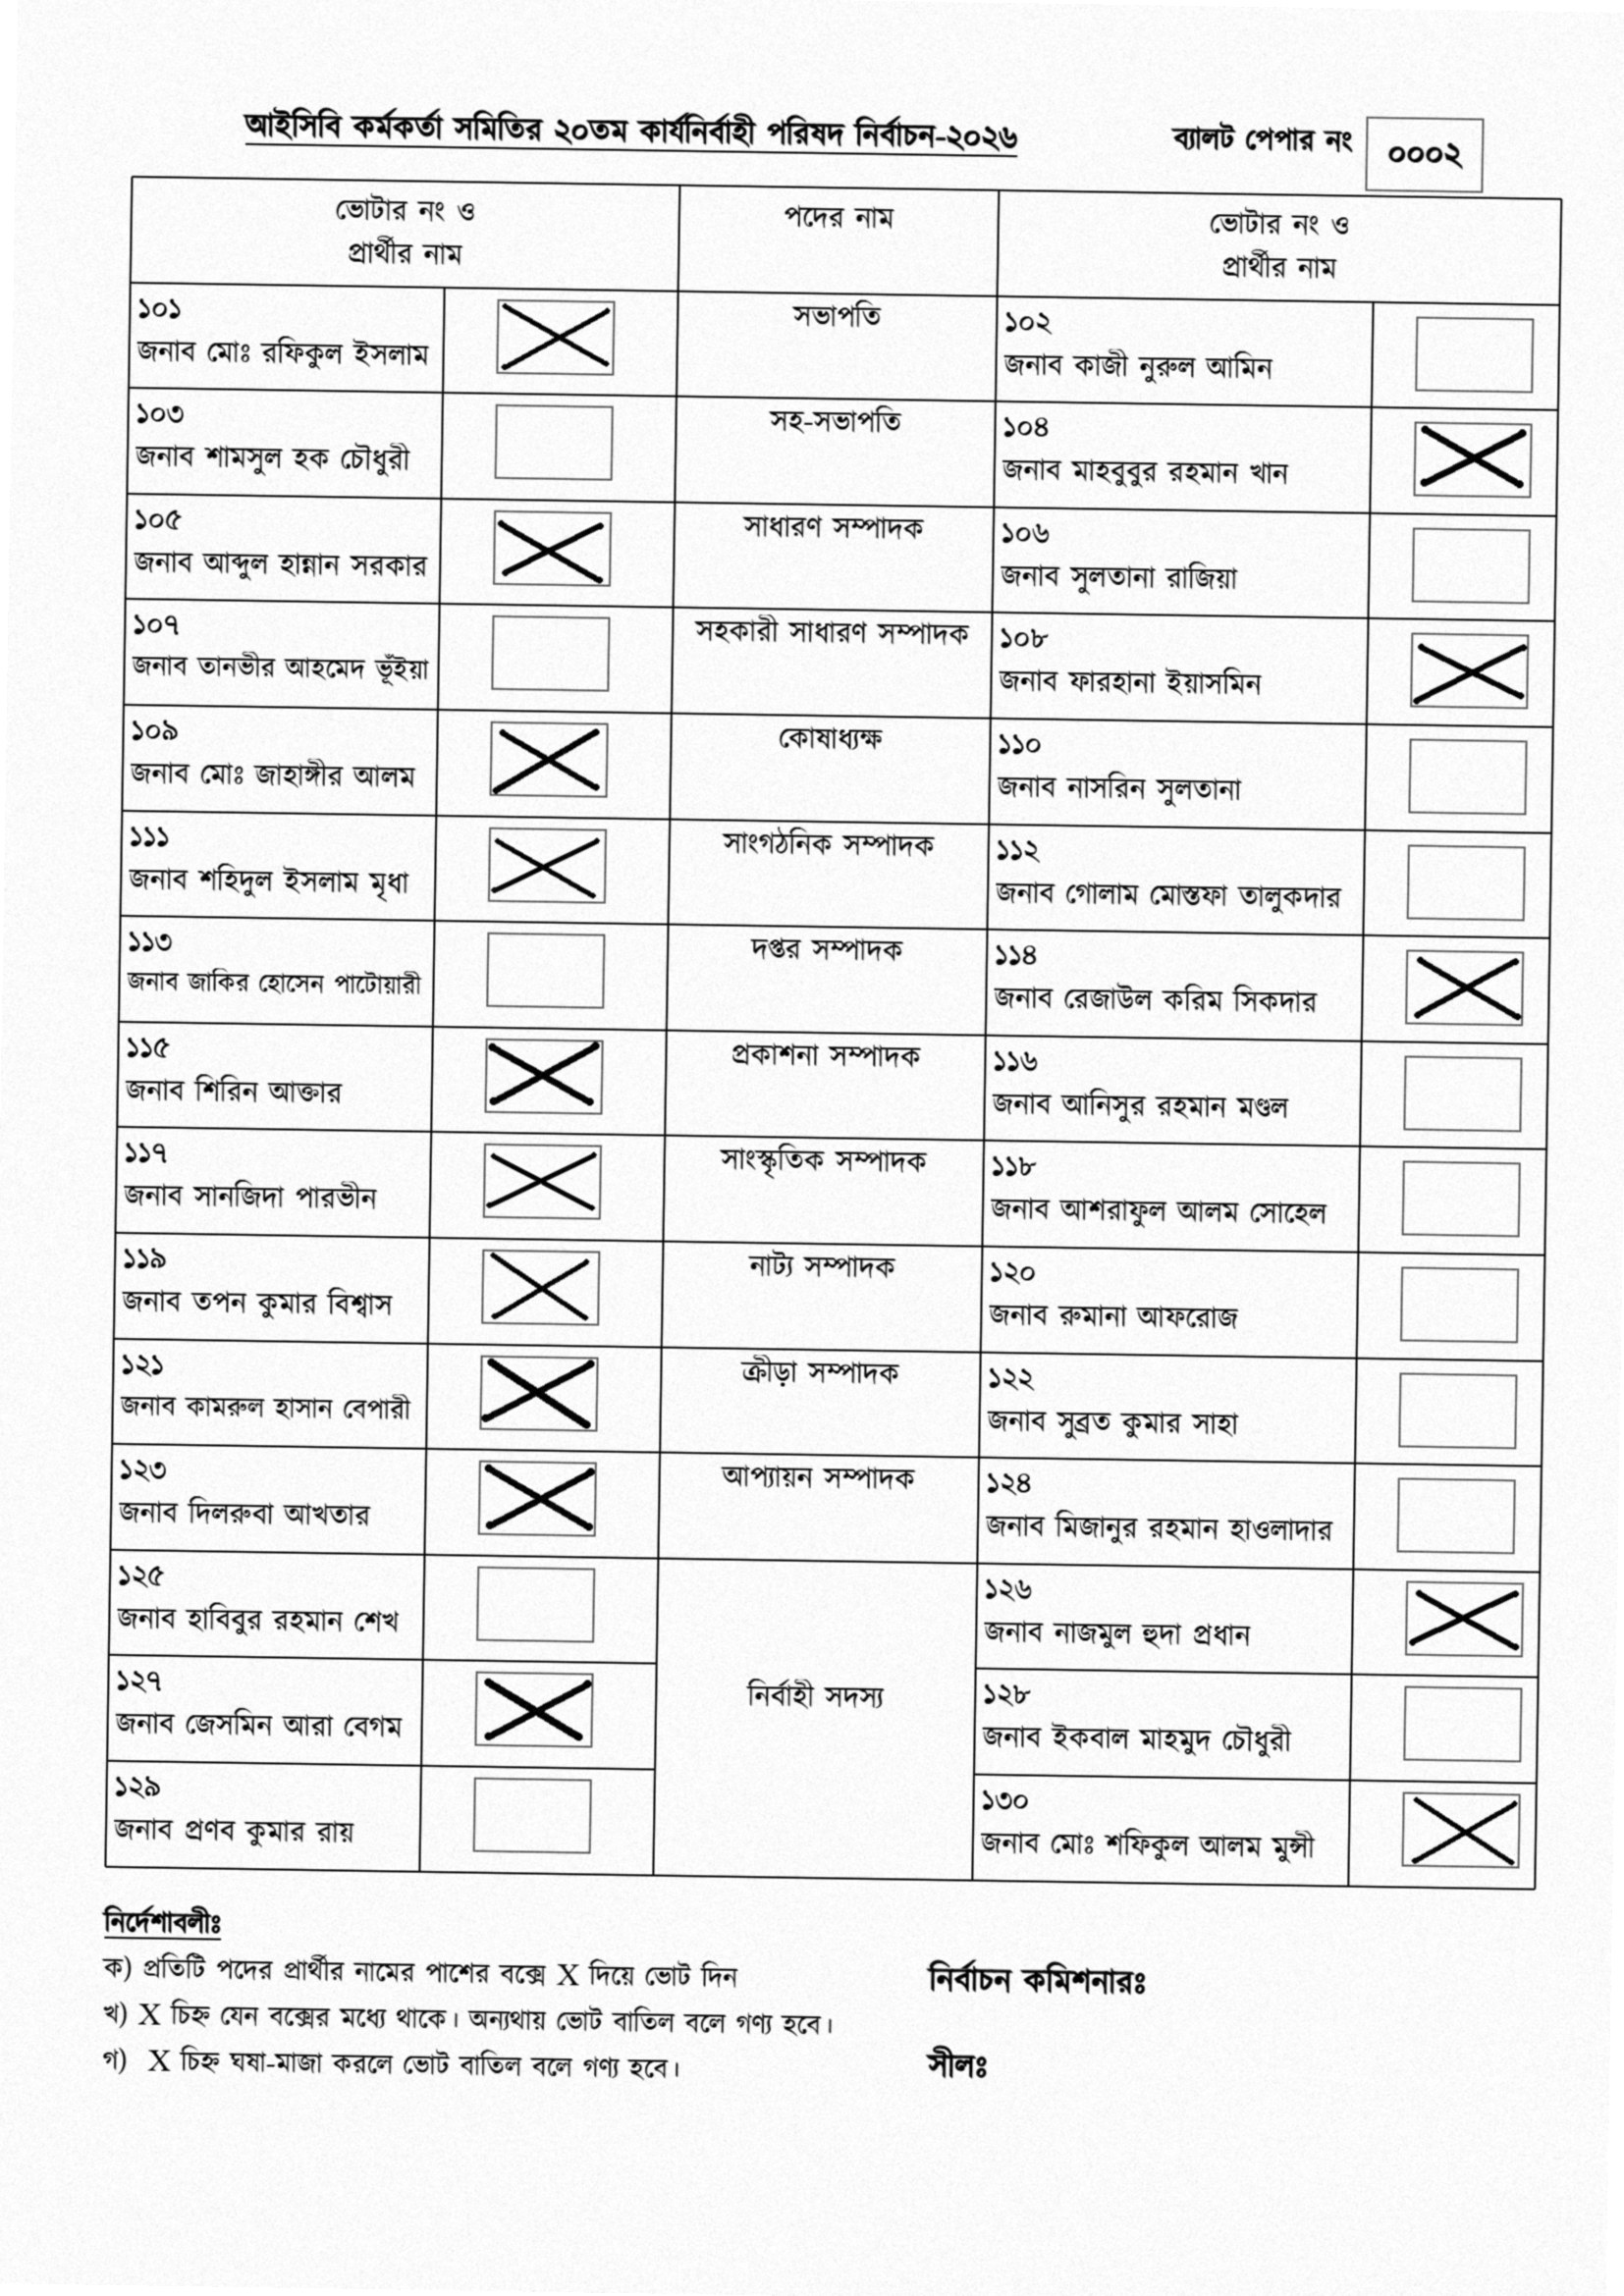 আইসিবি কর্মকর্তা সমিতির ২০তম কার্যনির্বাহী পরিষদ নির্বাচন-২০২৬
ব্যালট পেপার নং ০০০২
ভোটার নং ও
প্রার্থীর নাম
পদের নাম
ভোটার নং ও
প্রার্থীর নাম
১০১
জনাব মোঃ রফিকুল ইসলাম
সভাপতি
১০২
জনাব কাজী নুরুল আমিন
১০৩
জনাব শামসুল হক চৌধুরী
সহ-সভাপতি
১০৪
জনাব মাহবুবুর রহমান খান
১০৫
জনাব আব্দুল হান্নান সরকার
সাধারণ সম্পাদক
১০৬
জনাব সুলতানা রাজিয়া
১০৭
জনাব তানভীর আহমেদ ভূঁইয়া
সহকারী সাধারণ সম্পাদক
১০৮
জনাব ফারহানা ইয়াসমিন
১০৯
জনাব মোঃ জাহাঙ্গীর আলম
কোষাধ্যক্ষ
১১০
জনাব নাসরিন সুলতানা
১১১
জনাব শহিদুল ইসলাম মৃধা
সাংগঠনিক সম্পাদক
১১২
জনাব গোলাম মোস্তফা তালুকদার
১১৩
জনাব জাকির হোসেন পাটোয়ারী
দপ্তর সম্পাদক
১১৪
জনাব রেজাউল করিম সিকদার
১১৫
জনাব শিরিন আক্তার
প্রকাশনা সম্পাদক
১১৬
জনাব আনিসুর রহমান মণ্ডল
১১৭
জনাব সানজিদা পারভীন
সাংস্কৃতিক সম্পাদক
১১৮
জনাব আশরাফুল আলম সোহেল
১১৯
জনাব তপন কুমার বিশ্বাস
নাট্য সম্পাদক
১২০
জনাব রুমানা আফরোজ
১২১
জনাব কামরুল হাসান বেপারী
ক্রীড়া সম্পাদক
১২২
জনাব সুব্রত কুমার সাহা
১২৩
জনাব দিলরুবা আখতার
আপ্যায়ন সম্পাদক
১২৪
জনাব মিজানুর রহমান হাওলাদার
১২৫
জনাব হাবিবুর রহমান শেখ
১২৬
জনাব নাজমুল হুদা প্রধান
১২৭
জনাব জেসমিন আরা বেগম
নির্বাহী সদস্য
১২৮
জনাব ইকবাল মাহমুদ চৌধুরী
১২৯
জনাব প্রণব কুমার রায়
১৩০
জনাব মোঃ শফিকুল আলম মুন্সী
নির্দেশাবলীঃ
ক) প্রতিটি পদের প্রার্থীর নামের পাশের বক্সে X দিয়ে ভোট দিন
খ) X চিহ্ন যেন বক্সের মধ্যে থাকে। অন্যথায় ভোট বাতিল বলে গণ্য হবে।
গ) X চিহ্ন ঘষা-মাজা করলে ভোট বাতিল বলে গণ্য হবে।
নির্বাচন কমিশনারঃ
সীলঃ